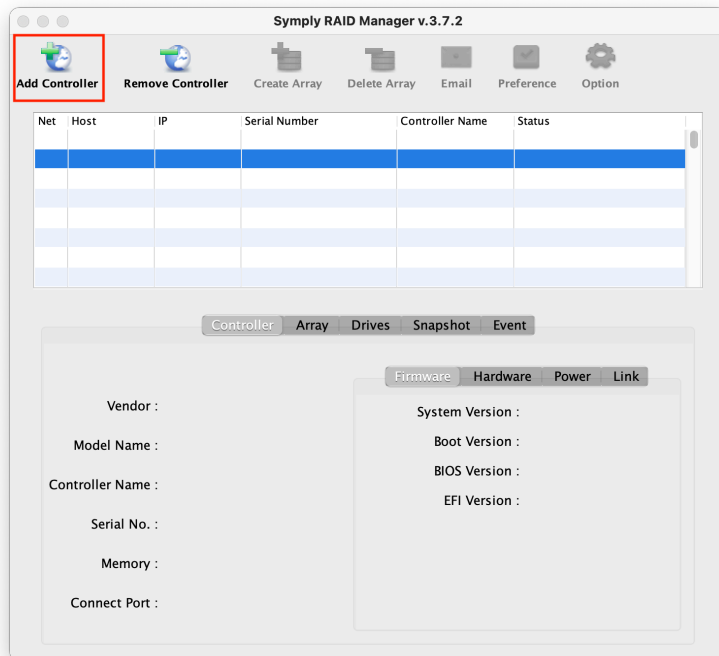 Symply RAID Manager v.3.7.2
Add Controller Remove Controller Create Array Delete Array Email Preference Option
Net Host IP Serial Number Controller Name Status
Controller Array Drives Snapshot Event
Firmware Hardware Power Link
Vendor :
Model Name :
Controller Name :
Serial No. :
Memory :
Connect Port :
System Version :
Boot Version :
BIOS Version :
EFI Version :